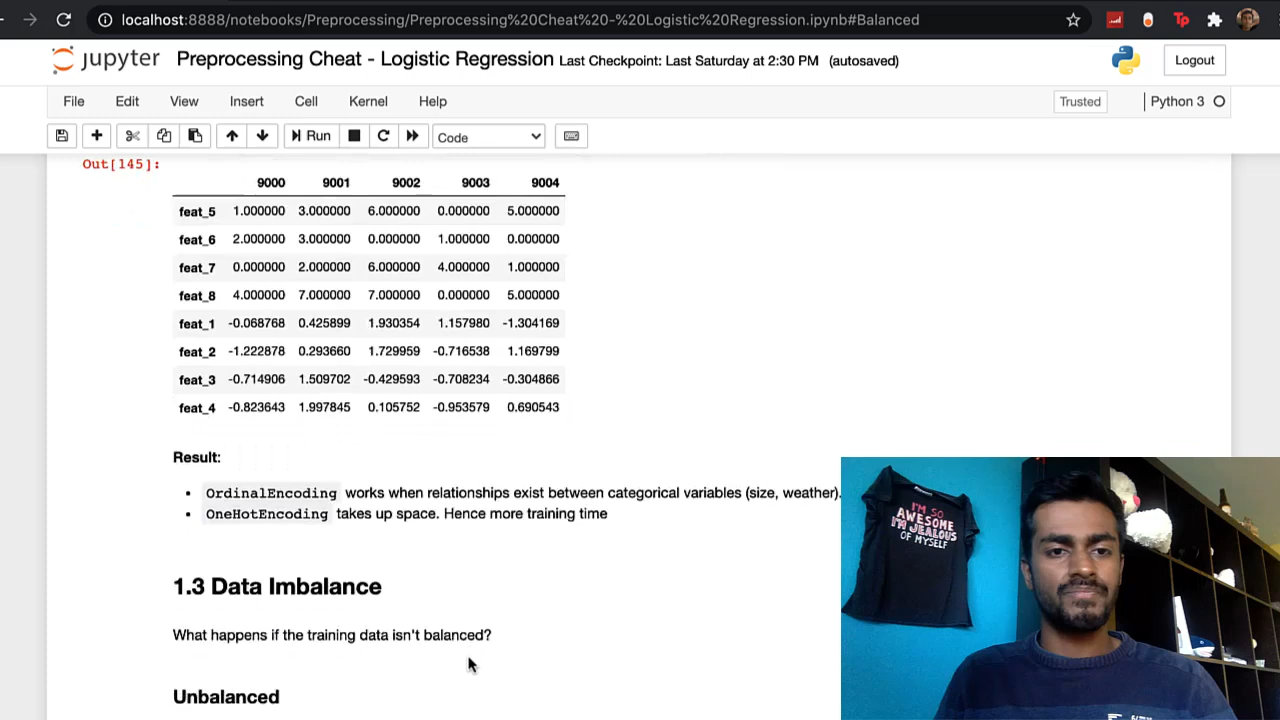 localhost:8888/notebooks/Preprocessing/Preprocessing%20Cheat%20-%20Logistic%20Regression.ipynb#Balanced
Tp
jupyter Preprocessing Cheat - Logistic Regression Last Checkpoint: Last Saturday at 2:30 PM (autosaved)
Logout
File Edit View Insert Cell Kernel Help
Trusted
Python 3
Run
Code
Out[145]:
9000 9001 9002 9003 9004
feat_5 1.000000 3.000000 6.000000 0.000000 5.000000
feat_6 2.000000 3.000000 0.000000 1.000000 0.000000
feat_7 0.000000 2.000000 6.000000 4.000000 1.000000
feat_8 4.000000 7.000000 7.000000 0.000000 5.000000
feat_1 -0.068768 0.425899 1.930354 1.157980 -1.304169
feat_2 -1.222878 0.293660 1.729959 -0.716538 1.169799
feat_3 -0.714906 1.509702 -0.429593 -0.708234 -0.304866
feat_4 -0.823643 1.997845 0.105752 -0.953579 0.690543
Result:
• OrdinalEncoding works when relationships exist between categorical variables (size, weather).
• OneHotEncoding takes up space. Hence more training time
1.3 Data Imbalance
What happens if the training data isn't balanced?
Unbalanced
I'M SO
AWESOME
I'M JEALOUS
OF MYSELF